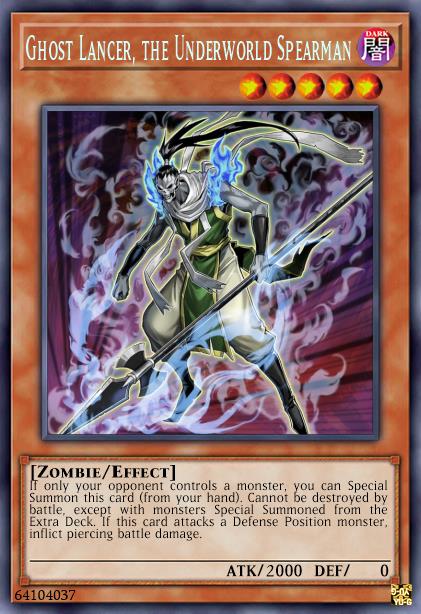 GHOST LANCER, THE UNDERWORLD SPEARMAN
DARK
闇
[ZOMBIE/EFFECT]
If only your opponent controls a monster, you can Special
Summon this card (from your hand). Cannot be destroyed by
battle, except with monsters Special Summoned from the
Extra Deck. If this card attacks a Defense Position monster,
inflict piercing battle damage.
ATK/2000 DEF/ 0
64104037